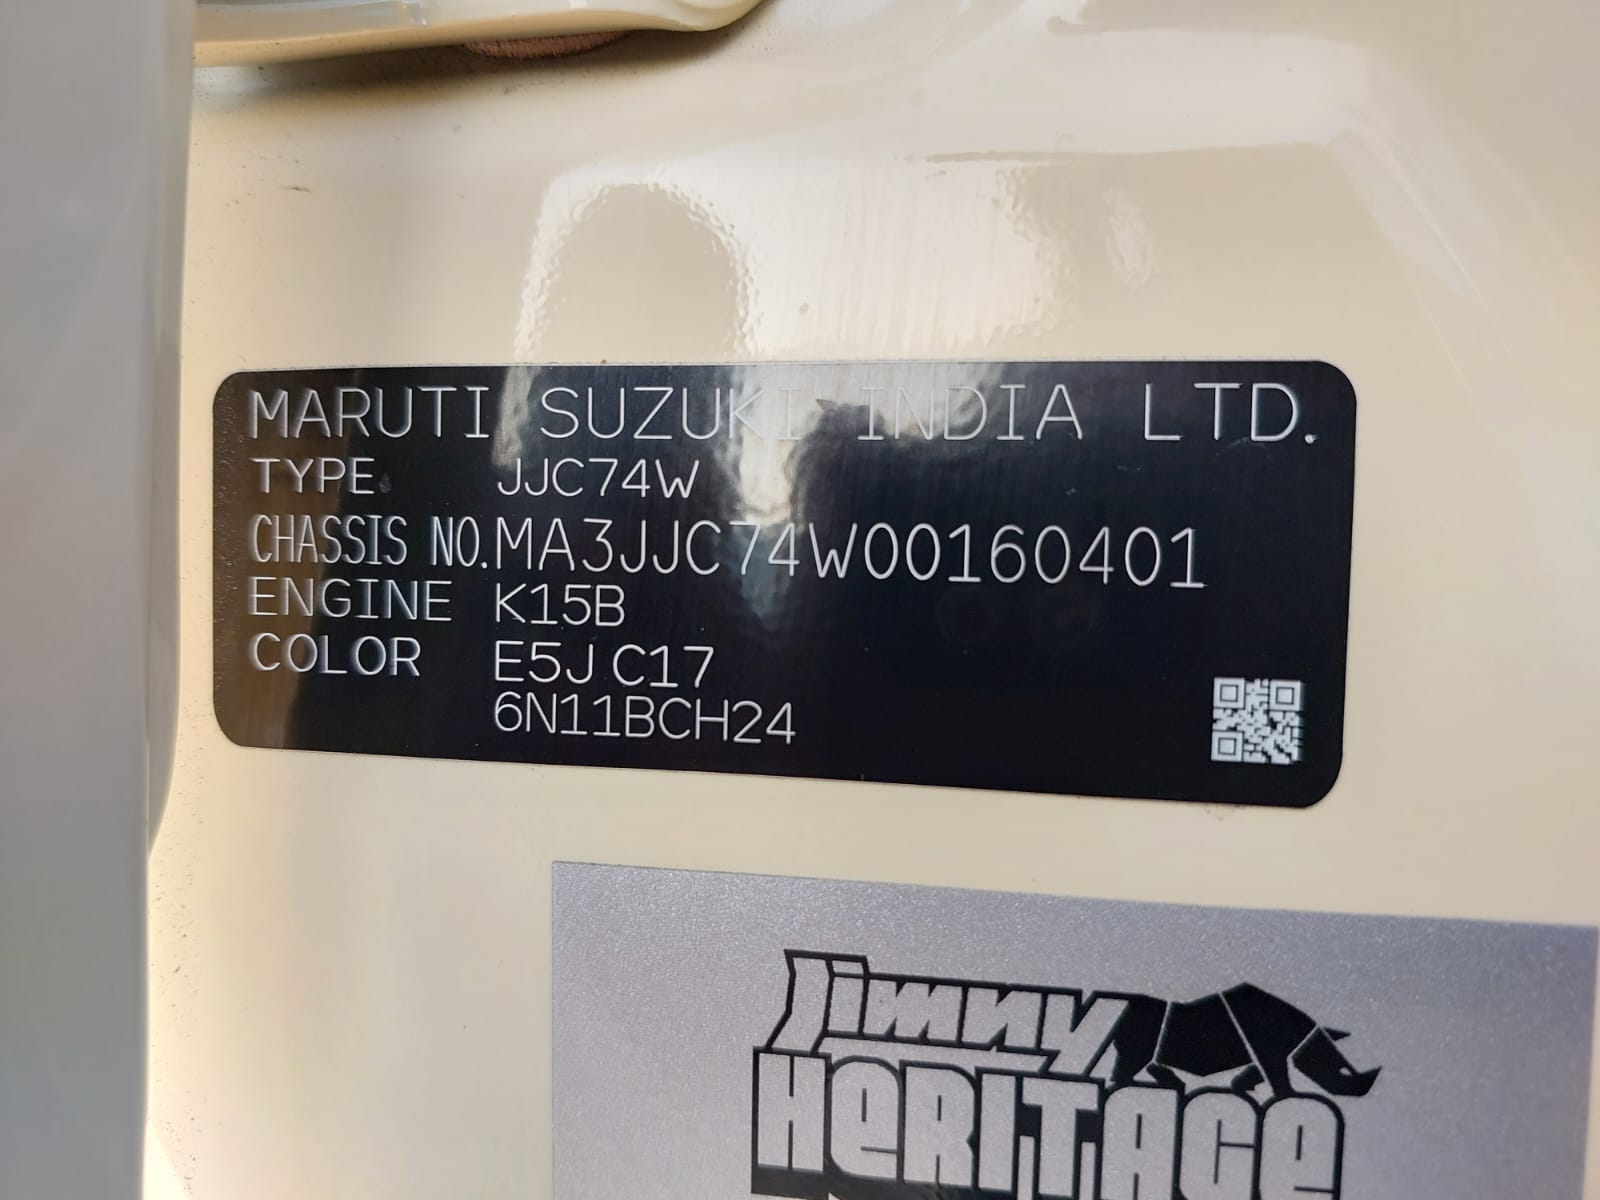 MARUTI SUZUKI INDIA LTD.
TYPE JJC74W
CHASSIS NO. MA3JJC74W00160401
ENGINE K15B
COLOR E5J C17
6N11BCH24
Jimny
HERITAGE